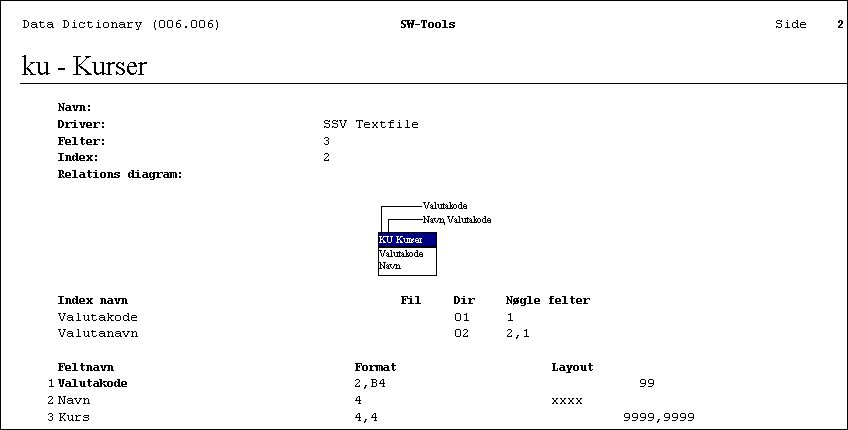 Data Dictionary (006.006) SW-Tools Side 2
ku - Kurser
Navn:
Driver: SSV Textfile
Felter: 3
Index: 2
Relations diagram:
Valutakode
Navn, Valutakode
KU Kurser
Valutakode
Navn
Index navn Fil Dir Nøgle felter
Valutakode 01 1
Valutanavn 02 2,1
Feltnavn Format Layout
1 Valutakode 2,B4 99
2 Navn 4 xxxx
3 Kurs 4,4 9999,9999